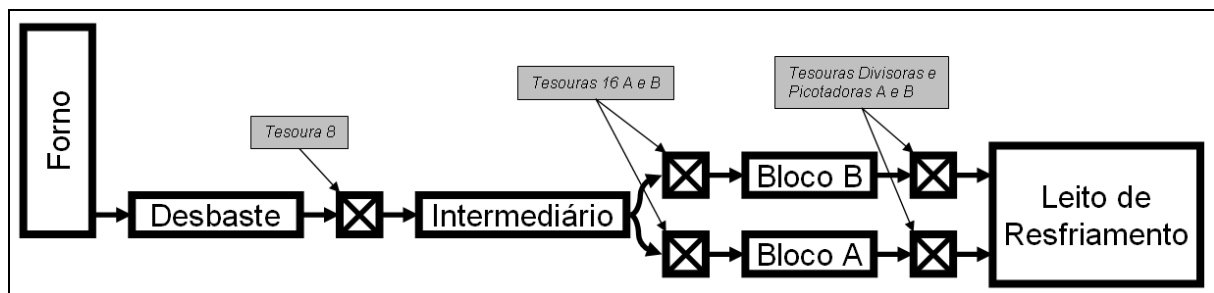 Forno
Desbaste
Tesoura 8
Intermediário
Tesouras 16 A e B
Bloco B
Bloco A
Tesouras Divisoras e
Picotadoras A e B
Leito de
Resfriamento